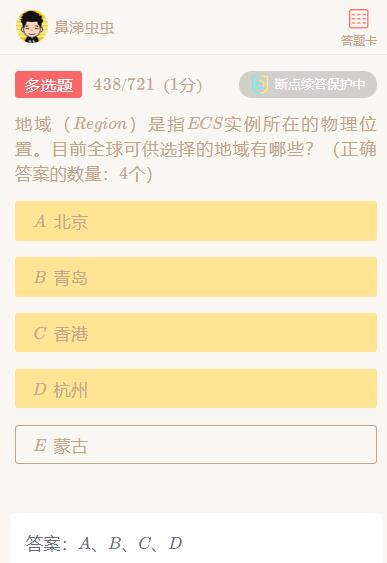 鼻涕虫虫
答题卡
多选题 438/721 (1分) 断点续答保护中
地域（Region）是指ECS实例所在的物理位
置。目前全球可供选择的地域有哪些？（正确
答案的数量：4个）
A 北京
B 青岛
C 香港
D 杭州
E 蒙古
答案：A、B、C、D